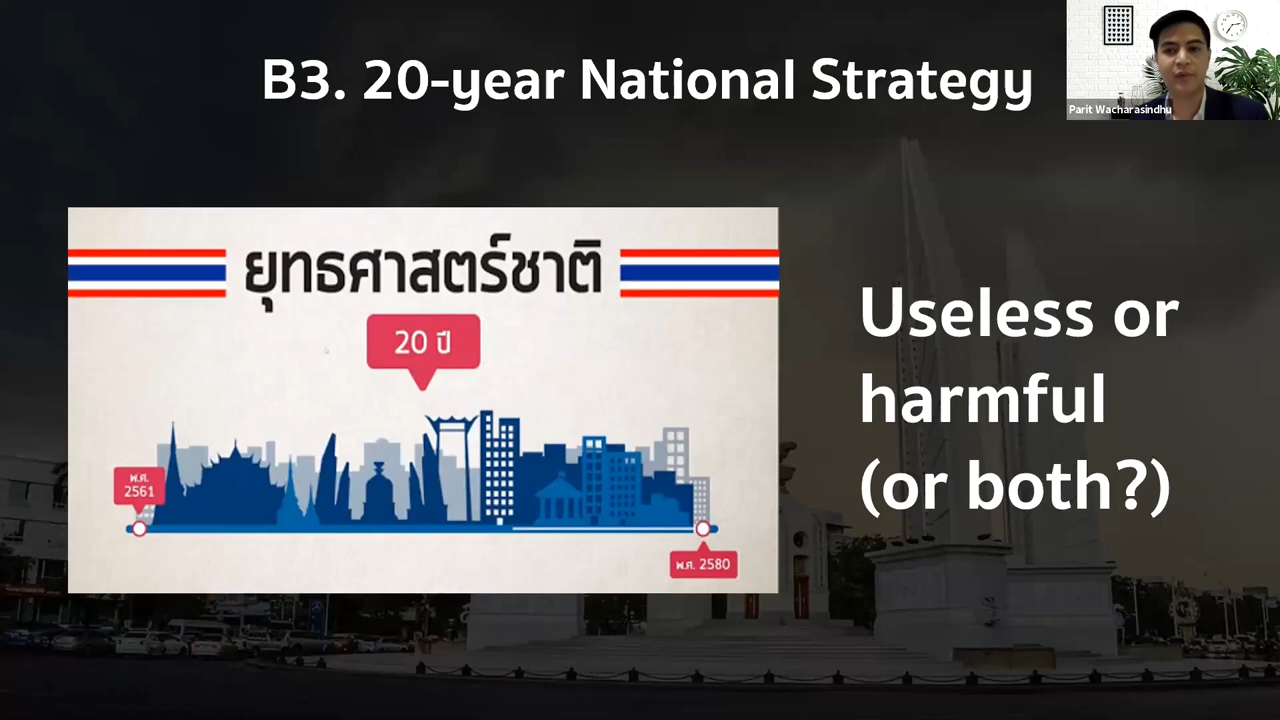 B3. 20-year National Strategy
Parit Wacharasindhu
ยุทธศาสตร์ชาติ
20 ปี
พ.ศ.
2561
พ.ศ. 2580
Useless or
harmful
(or both?)